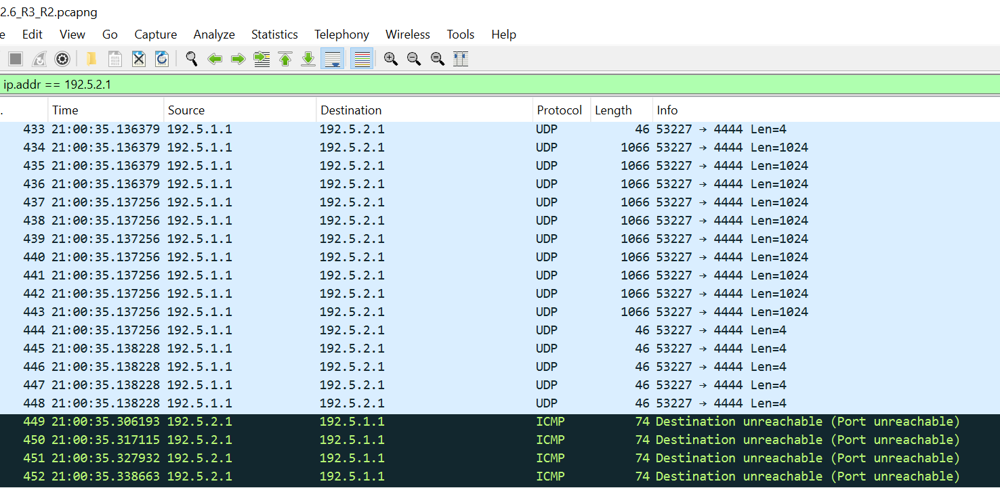 2.6_R3_R2.pcapng
e Edit View Go Capture Analyze Statistics Telephony Wireless Tools Help
ip.addr == 192.5.2.1
. Time Source Destination Protocol Length Info
433 21:00:35.136379 192.5.1.1 192.5.2.1 UDP 46 53227 → 4444 Len=4
434 21:00:35.136379 192.5.1.1 192.5.2.1 UDP 1066 53227 → 4444 Len=1024
435 21:00:35.136379 192.5.1.1 192.5.2.1 UDP 1066 53227 → 4444 Len=1024
436 21:00:35.136379 192.5.1.1 192.5.2.1 UDP 1066 53227 → 4444 Len=1024
437 21:00:35.137256 192.5.1.1 192.5.2.1 UDP 1066 53227 → 4444 Len=1024
438 21:00:35.137256 192.5.1.1 192.5.2.1 UDP 1066 53227 → 4444 Len=1024
439 21:00:35.137256 192.5.1.1 192.5.2.1 UDP 1066 53227 → 4444 Len=1024
440 21:00:35.137256 192.5.1.1 192.5.2.1 UDP 1066 53227 → 4444 Len=1024
441 21:00:35.137256 192.5.1.1 192.5.2.1 UDP 1066 53227 → 4444 Len=1024
442 21:00:35.137256 192.5.1.1 192.5.2.1 UDP 1066 53227 → 4444 Len=1024
443 21:00:35.137256 192.5.1.1 192.5.2.1 UDP 1066 53227 → 4444 Len=1024
444 21:00:35.137256 192.5.1.1 192.5.2.1 UDP 46 53227 → 4444 Len=4
445 21:00:35.138228 192.5.1.1 192.5.2.1 UDP 46 53227 → 4444 Len=4
446 21:00:35.138228 192.5.1.1 192.5.2.1 UDP 46 53227 → 4444 Len=4
447 21:00:35.138228 192.5.1.1 192.5.2.1 UDP 46 53227 → 4444 Len=4
448 21:00:35.138228 192.5.1.1 192.5.2.1 UDP 46 53227 → 4444 Len=4
449 21:00:35.306193 192.5.2.1 192.5.1.1 ICMP 74 Destination unreachable (Port unreachable)
450 21:00:35.317115 192.5.2.1 192.5.1.1 ICMP 74 Destination unreachable (Port unreachable)
451 21:00:35.327932 192.5.2.1 192.5.1.1 ICMP 74 Destination unreachable (Port unreachable)
452 21:00:35.338663 192.5.2.1 192.5.1.1 ICMP 74 Destination unreachable (Port unreachable)